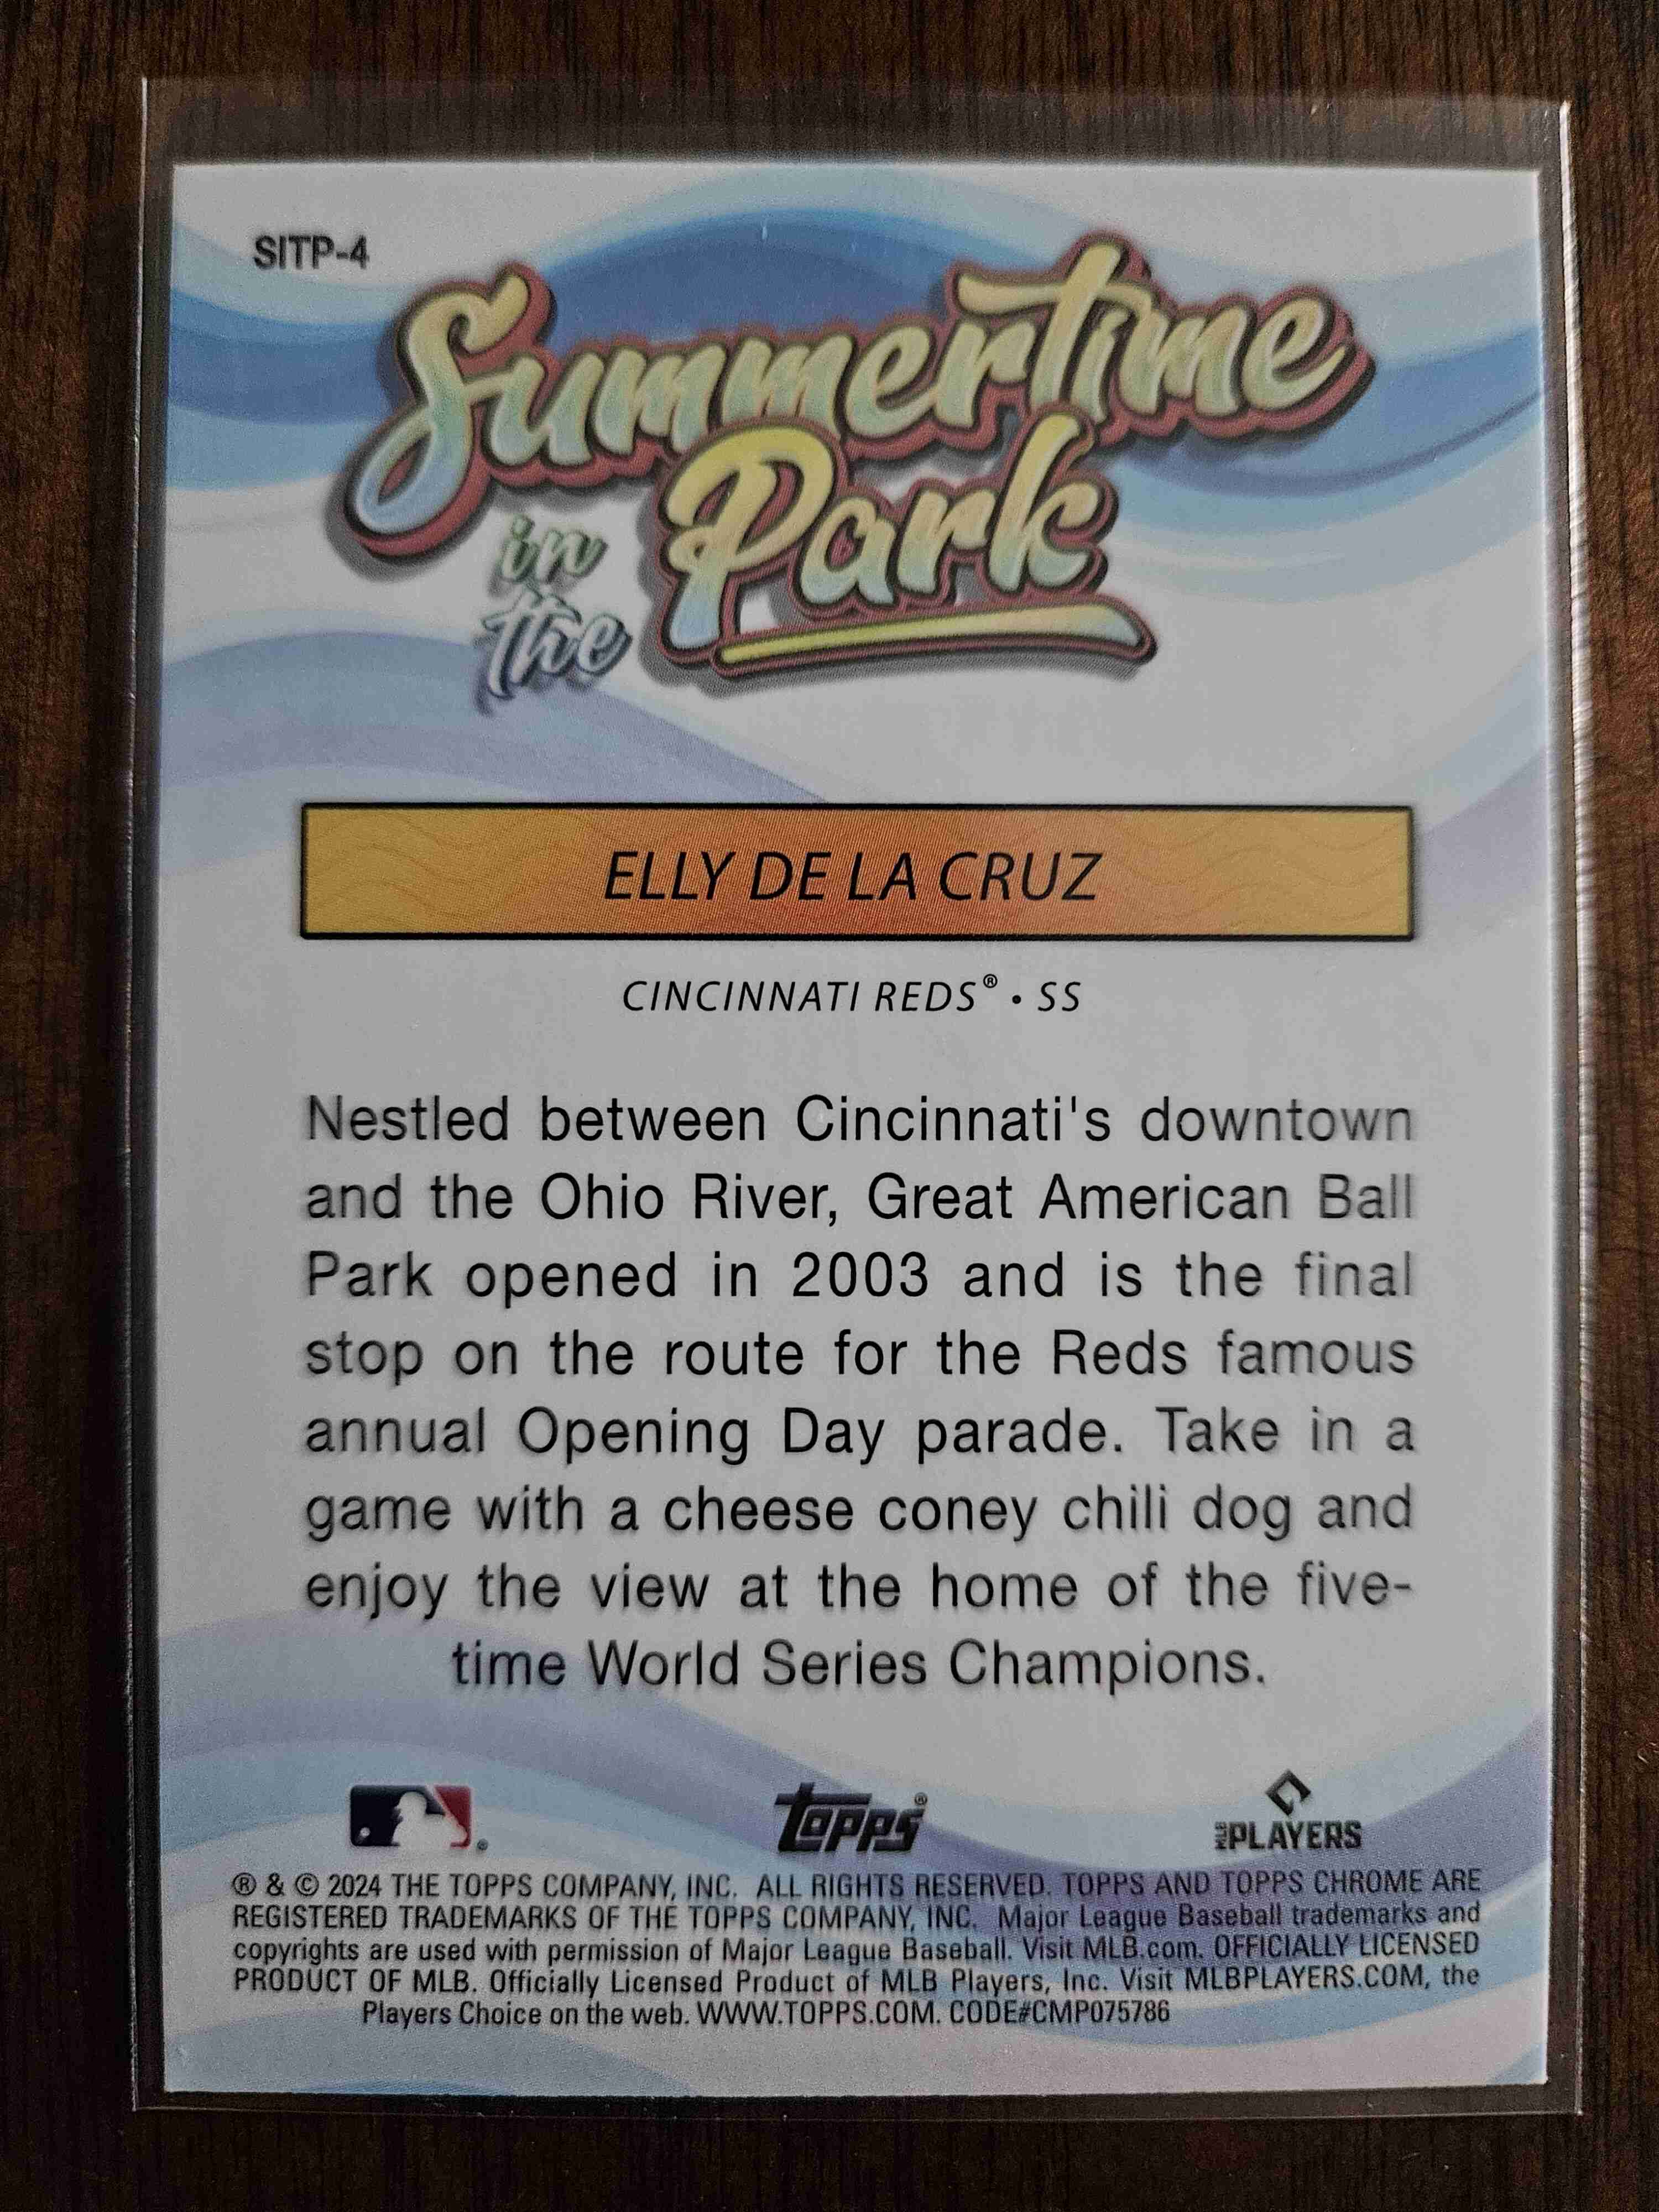 SITP-4
Summertime
in
the
Park
ELLY DE LA CRUZ
CINCINNATI REDS® • SS
Nestled between Cincinnati's downtown
and the Ohio River, Great American Ball
Park opened in 2003 and is the final
stop on the route for the Reds famous
annual Opening Day parade. Take in a
game with a cheese coney chili dog and
enjoy the view at the home of the five-
time World Series Champions.
topps®
MLB PLAYERS
® & © 2024 THE TOPPS COMPANY, INC. ALL RIGHTS RESERVED. TOPPS AND TOPPS CHROME ARE
REGISTERED TRADEMARKS OF THE TOPPS COMPANY, INC. Major League Baseball trademarks and
copyrights are used with permission of Major League Baseball. Visit MLB.com. OFFICIALLY LICENSED
PRODUCT OF MLB. Officially Licensed Product of MLB Players, Inc. Visit MLBPLAYERS.COM, the
Players Choice on the web. WWW.TOPPS.COM. CODE#CMP075786